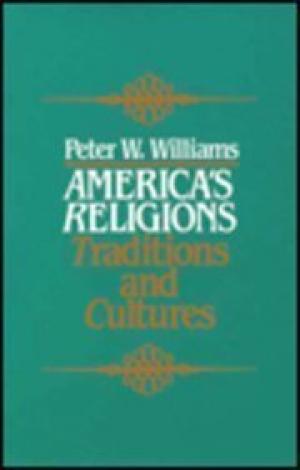 Peter W. Williams
AMERICA'S
RELIGIONS
Traditions
and
Cultures